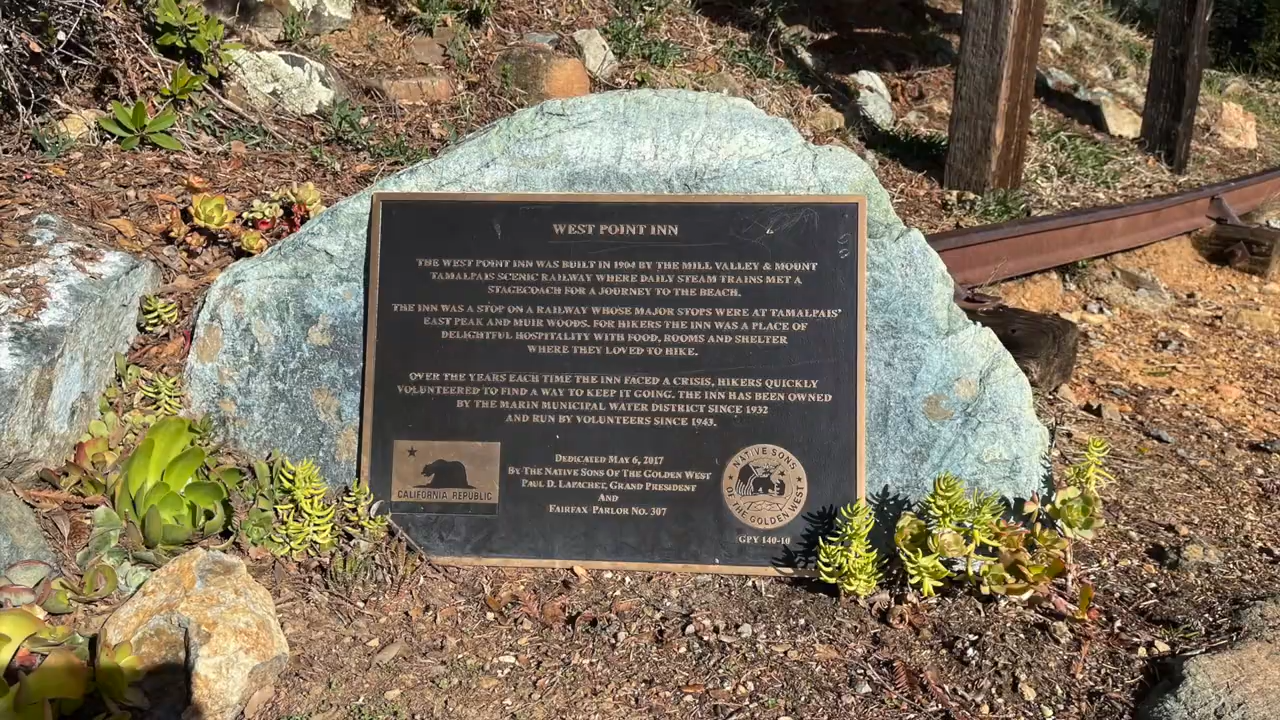 WEST POINT INN
THE WEST POINT INN WAS BUILT IN 1904 BY THE MILL VALLEY & MOUNT
TAMALPAIS SCENIC RAILWAY WHERE DAILY STEAM TRAINS MET A
STAGECOACH FOR A JOURNEY TO THE BEACH.
THE INN WAS A STOP ON A RAILWAY WHOSE MAJOR STOPS WERE AT TAMALPAIS'
EAST PEAK AND MUIR WOODS. FOR HIKERS THE INN WAS A PLACE OF
DELIGHTFUL HOSPITALITY WITH FOOD, ROOMS AND SHELTER
WHERE THEY LOVED TO HIKE.
OVER THE YEARS EACH TIME THE INN FACED A CRISIS, HIKERS QUICKLY
VOLUNTEERED TO FIND A WAY TO KEEP IT GOING. THE INN HAS BEEN OWNED
BY THE MARIN MUNICIPAL WATER DISTRICT SINCE 1932
AND RUN BY VOLUNTEERS SINCE 1943.
DEDICATED MAY 6, 2017
BY THE NATIVE SONS OF THE GOLDEN WEST
PAUL D. LAPACHET, GRAND PRESIDENT
AND
FAIRFAX PARLOR NO. 307
CALIFORNIA REPUBLIC
NATIVE SONS
OF THE GOLDEN WEST
GPY 140-10